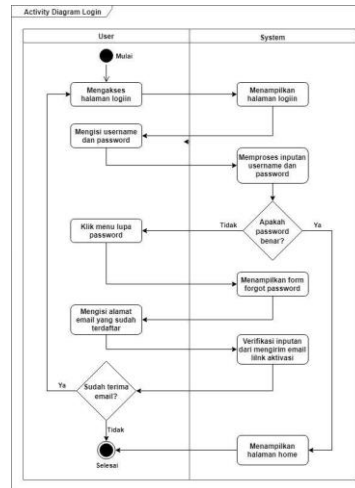 Activity Diagram Login
User
System
Mulai
Mengakses
halaman logiin
Menampilkan
halaman logiin
Mengisi username
dan password
Memproses inputan
username dan
password
Tidak
Apakah
password
benar?
Ya
Klik menu lupa
password
Menampilkan form
forgot password
Mengisi alamat
email yang sudah
terdaftar
Verifikasi inputan
dari mengirim email
lilnk aktivasi
Ya
Sudah terima
email?
Tidak
Menampilkan
halaman home
Selesai